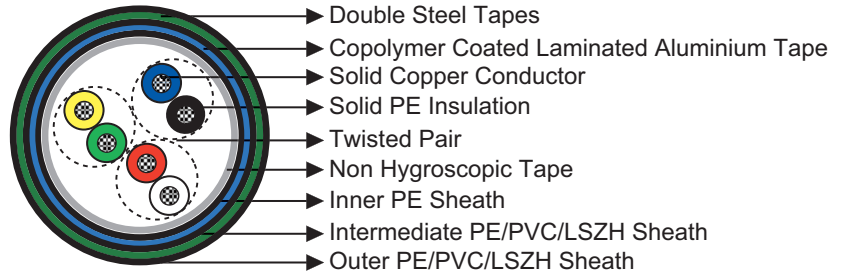 Double Steel Tapes
Copolymer Coated Laminated Aluminium Tape
Solid Copper Conductor
Solid PE Insulation
Twisted Pair
Non Hygroscopic Tape
Inner PE Sheath
Intermediate PE/PVC/LSZH Sheath
Outer PE/PVC/LSZH Sheath